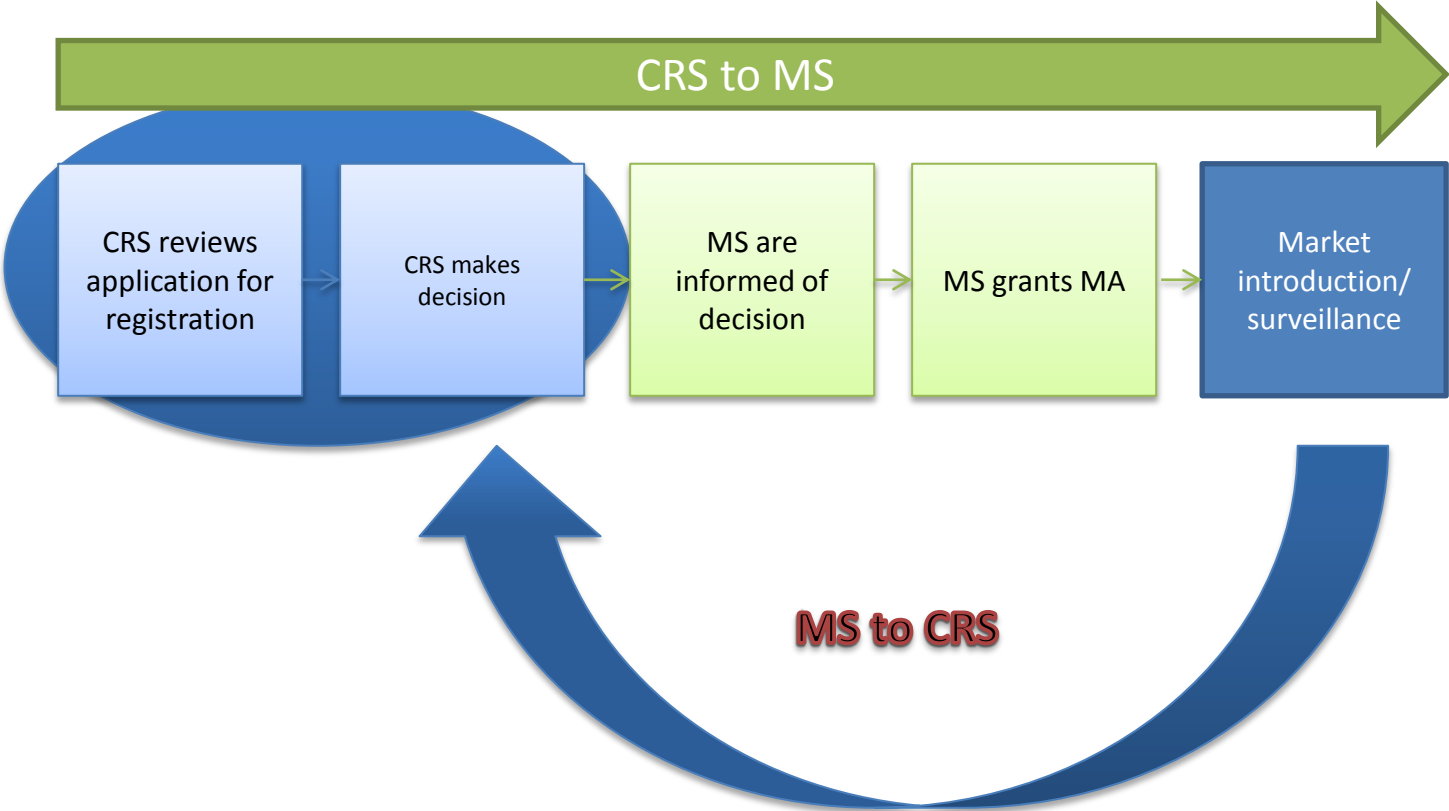 CRS to MS
CRS reviews
application for
registration
CRS makes
decision
MS are
informed of
decision
MS grants MA
Market
introduction/
surveillance
MS to CRS